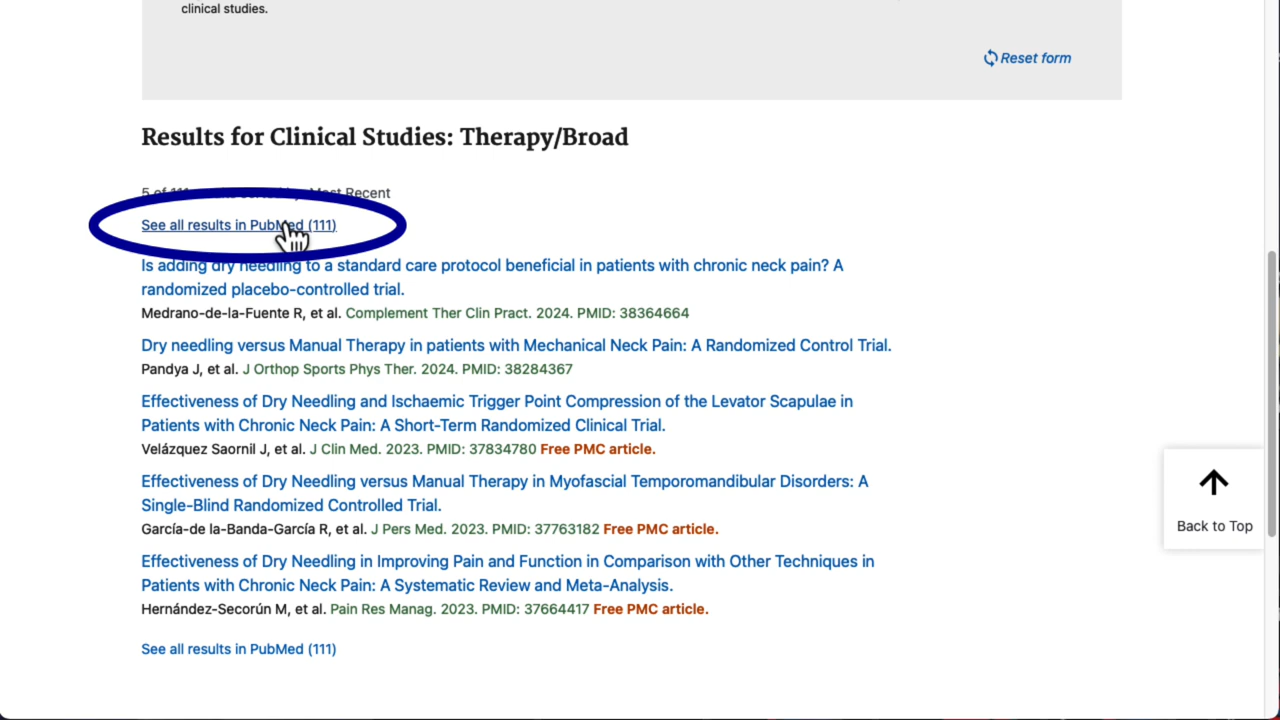 clinical studies.
Reset form
Results for Clinical Studies: Therapy/Broad
5 of 111 Most Recent
See all results in PubMed (111)
Is adding dry needling to a standard care protocol beneficial in patients with chronic neck pain? A
randomized placebo-controlled trial.
Medrano-de-la-Fuente R, et al. Complement Ther Clin Pract. 2024. PMID: 38364664
Dry needling versus Manual Therapy in patients with Mechanical Neck Pain: A Randomized Control Trial.
Pandya J, et al. J Orthop Sports Phys Ther. 2024. PMID: 38284367
Effectiveness of Dry Needling and Ischaemic Trigger Point Compression of the Levator Scapulae in
Patients with Chronic Neck Pain: A Short-Term Randomized Clinical Trial.
Velázquez Saornil J, et al. J Clin Med. 2023. PMID: 37834780 Free PMC article.
Effectiveness of Dry Needling versus Manual Therapy in Myofascial Temporomandibular Disorders: A
Single-Blind Randomized Controlled Trial.
García-de la-Banda-García R, et al. J Pers Med. 2023. PMID: 37763182 Free PMC article.
Effectiveness of Dry Needling in Improving Pain and Function in Comparison with Other Techniques in
Patients with Chronic Neck Pain: A Systematic Review and Meta-Analysis.
Hernández-Secorún M, et al. Pain Res Manag. 2023. PMID: 37664417 Free PMC article.
See all results in PubMed (111)
Back to Top